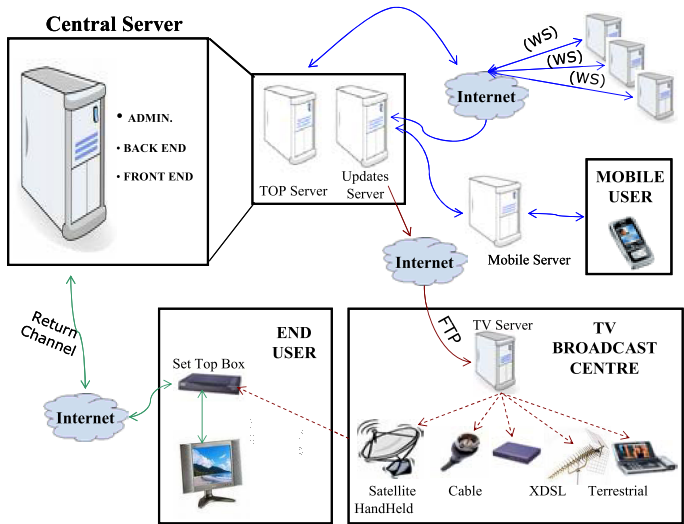 Central Server
• ADMIN.
• BACK END
• FRONT END
TOP Server
Updates
Server
Internet
(WS)
(WS)
(WS)
Mobile Server
MOBILE
USER
Internet
FTP
Return
Channel
Internet
END
USER
Set Top Box
TV Server
TV
BROADCAST
CENTRE
Satellite Cable XDSL Terrestrial
HandHeld